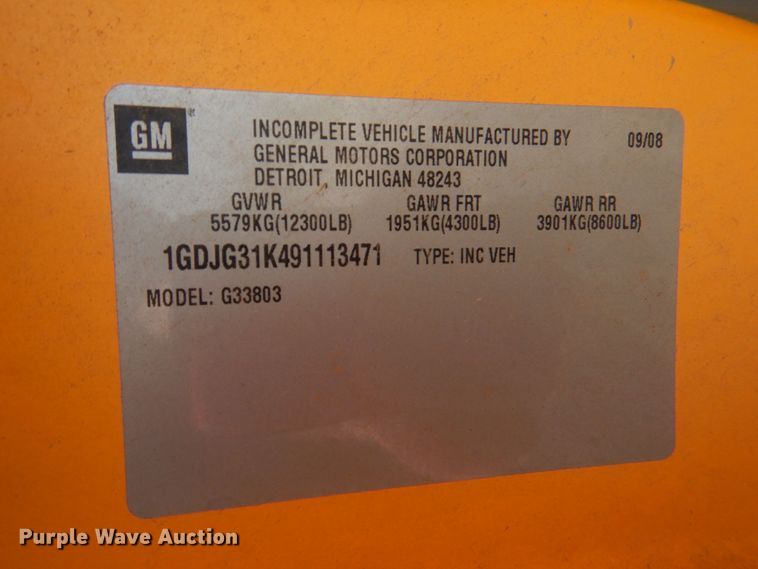 GM
INCOMPLETE VEHICLE MANUFACTURED BY 09/08
GENERAL MOTORS CORPORATION
DETROIT, MICHIGAN 48243
GVWR GAWR FRT GAWR RR
5579KG(12300LB) 1951KG(4300LB) 3901KG(8600LB)
1GDJG31K491113471 TYPE: INC VEH
MODEL: G33803
Purple Wave Auction